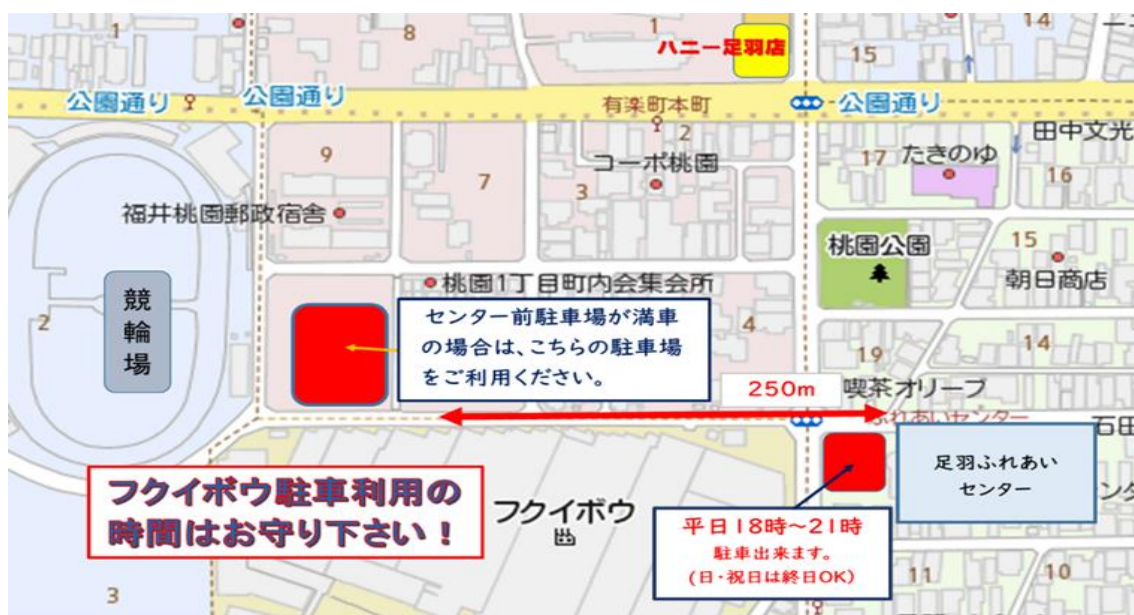 1
8
1
ハニー足羽店
15
14
公園通り
公園通り
有楽町本町
公園通り
田中文光
9
7
3
2
コーポ桃園
17
たきのゆ
16
福井桃園郵政宿舎
桃園公園
15
朝日商店
桃園1丁目町内会集会所
競輪場
2
センター前駐車場が満車
の場合は、こちらの駐車場
をご利用ください。
4
19
14
250m
喫茶オリーブ
ふれあいセンター
石田
足羽ふれあい
センター
フクイボウ駐車利用の
時間はお守り下さい!
フクイボウ
平日18時~21時
駐車出来ます。
(日・祝日は終日OK)
3
11
10